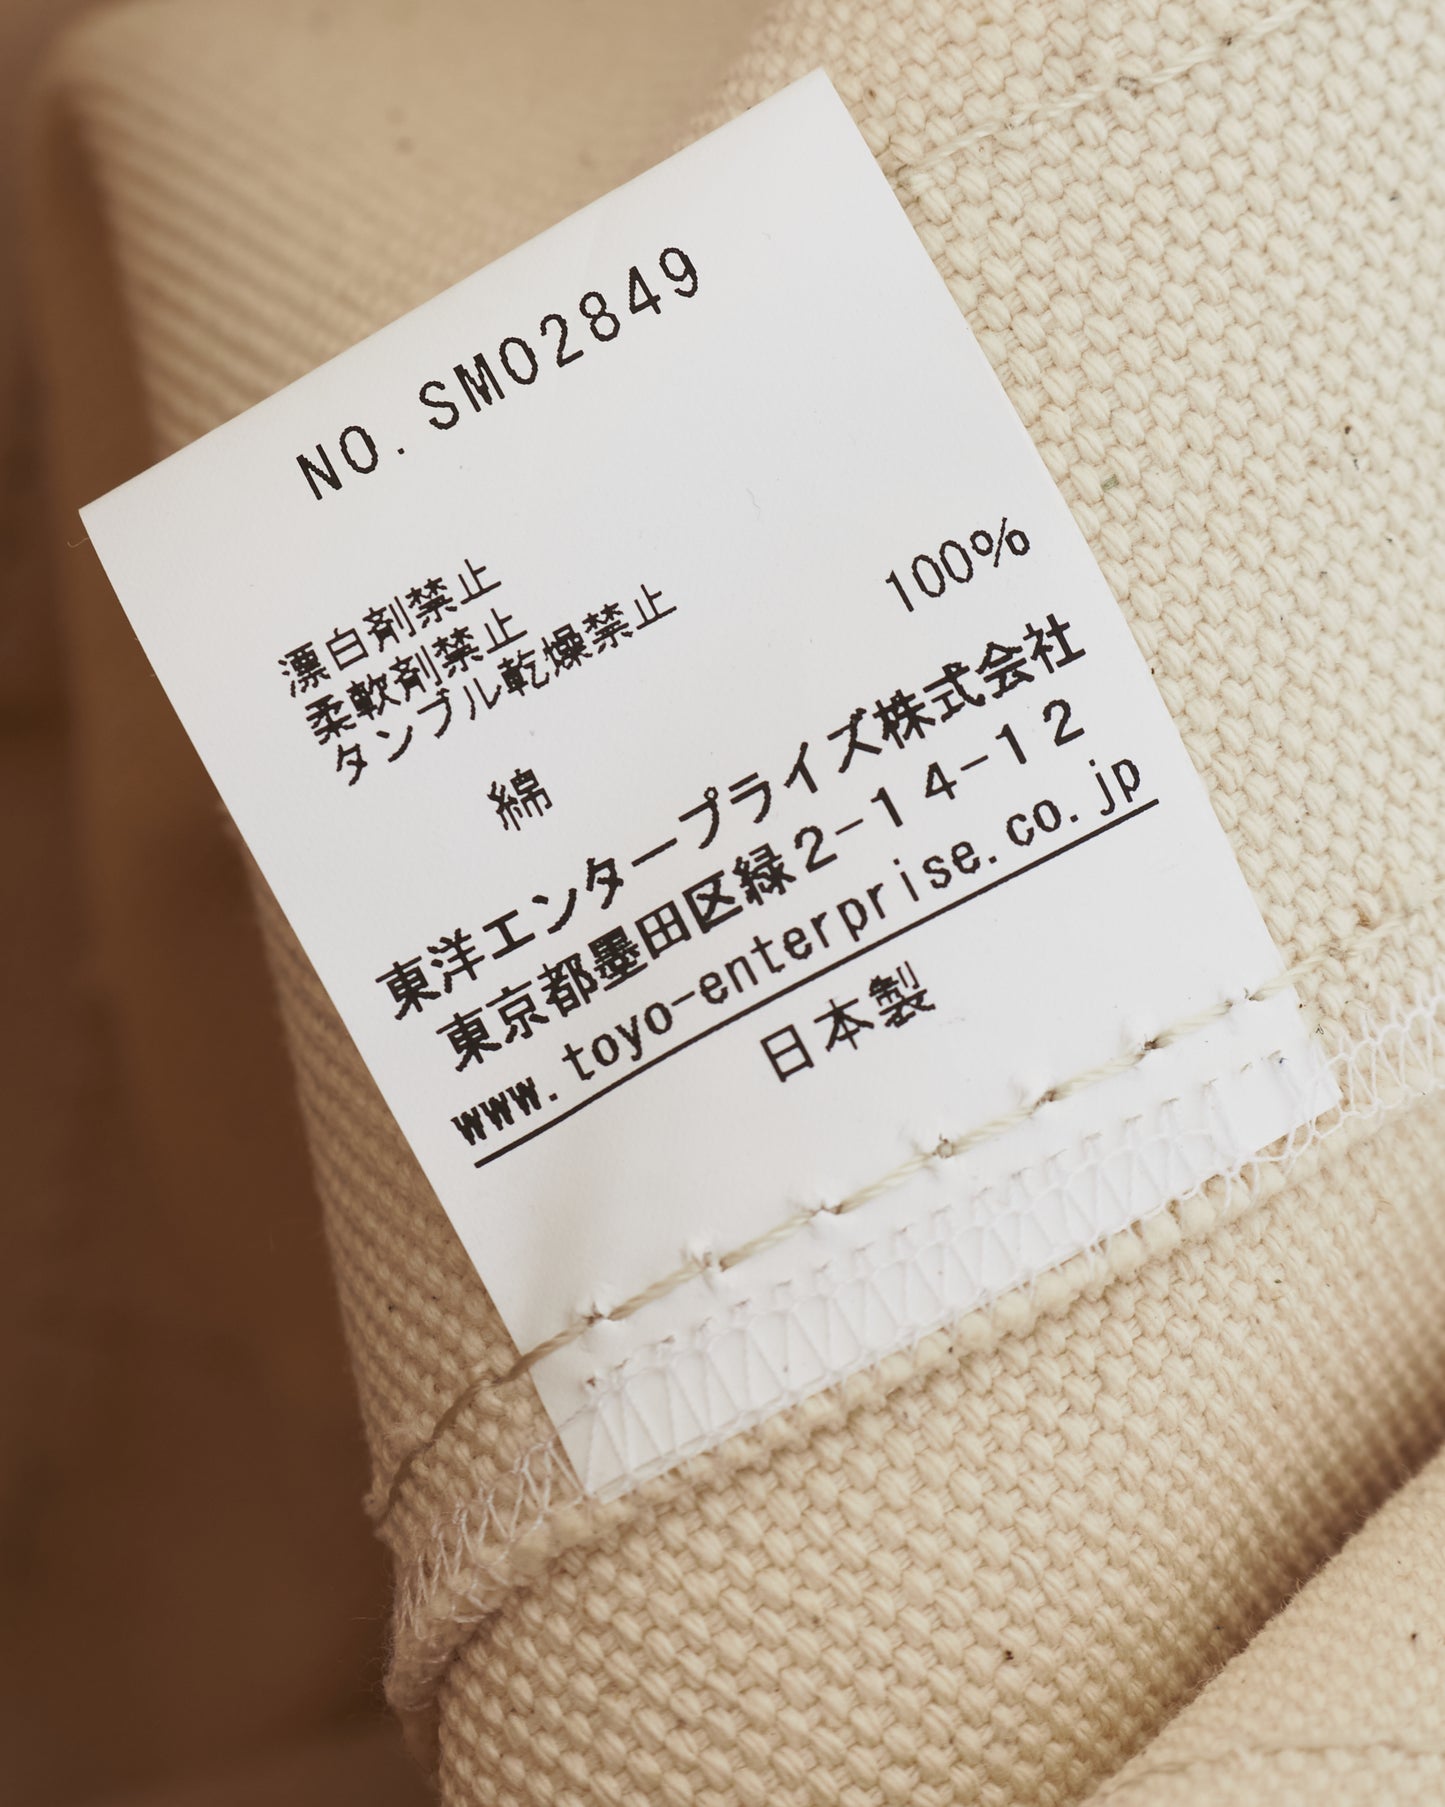 NO. SM02849
漂白剤禁止
柔軟剤禁止
タンブル乾燥禁止
綿 100%
東洋エンタープライズ株式会社
東京都墨田区緑2-14-12
www.toyo-enterprise.co.jp
日本製